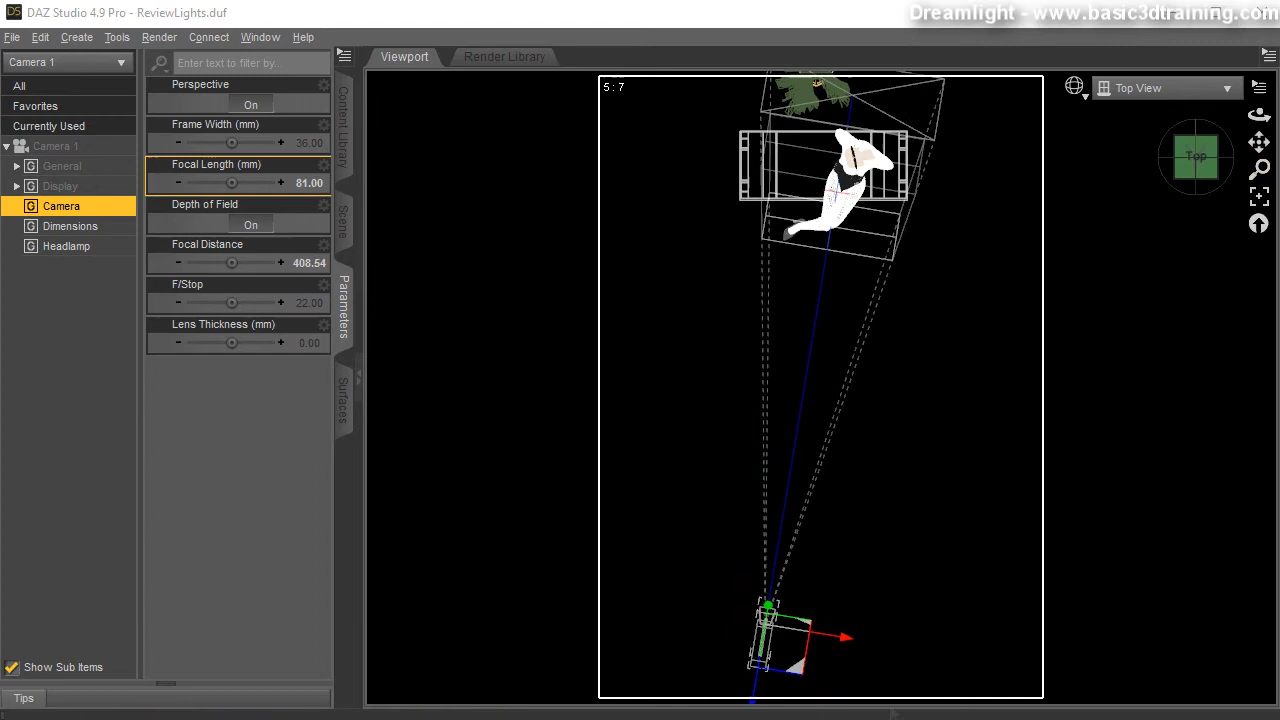 DS DAZ Studio 4.9 Pro - ReviewLights.duf
Dreamlight - www.basic3dtraining.com
File Edit Create Tools Render Connect Window Help
Camera 1
Enter text to filter by..
Viewport
Render Library
All
Favorites
Currently Used
Camera 1
G General
G Display
G Camera
G Dimensions
G Headlamp
Perspective
On
Frame Width (mm)
- + 36.00
Focal Length (mm)
- + 81.00
Depth of Field
On
Focal Distance
- + 408.54
F/Stop
- + 22.00
Lens Thickness (mm)
- + 0.00
Content Library
Scene
Parameters
Surfaces
5 : 7
Top View
Top
Show Sub Items
Tips